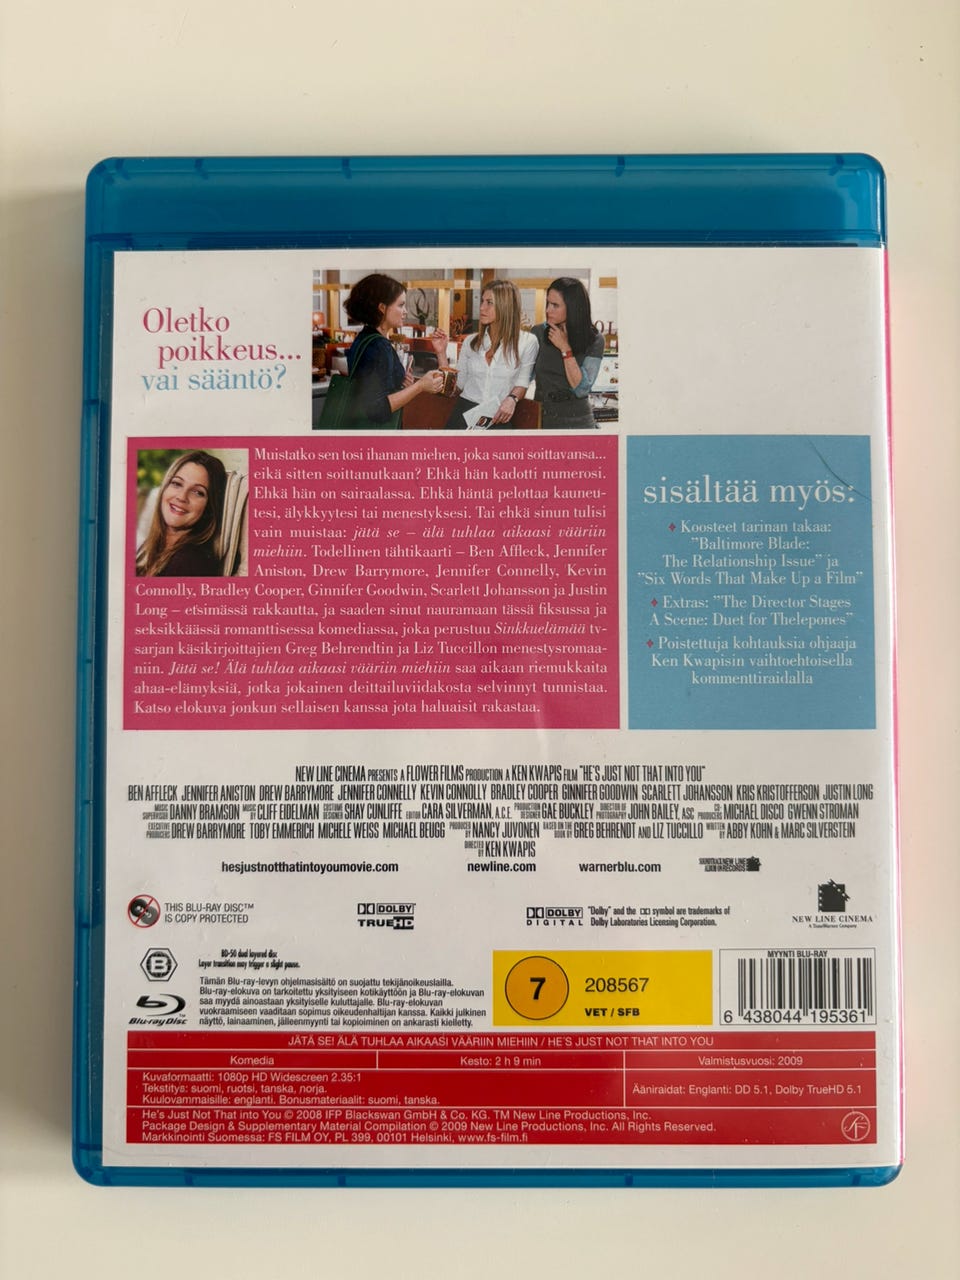 Oletko
poikkeus...
vai sääntö?
Muistatko sen tosi ihanan miehen, joka sanoi soittavansa...
eikä sitten soittanutkaan? Ehkä hän kadotti numerosi.
Ehkä hän on sairaalassa. Ehkä häntä pelottaa kauneu-
tesi, älykkyytesi tai menestyksesi. Tai ehkä sinun tulisi
vain muistaa: jätä se – älä tuhlaa aikaasi vääriin
miehiin. Todellinen tähtikaarti – Ben Affleck, Jennifer
Aniston, Drew Barrymore, Jennifer Connelly, Kevin
Connolly, Bradley Cooper, Ginnifer Goodwin, Scarlett Johansson ja Justin
Long – etsimässä rakkautta, ja saaden sinut nauramaan tässä fiksussa ja
seksikkäässä romanttisessa komediassa, joka perustuu Sinkkuelämää tv-
sarjan käsikirjoittajien Greg Behrendtin ja Liz Tuccillon menestysromaa-
niin. Jätä se! Älä tuhlaa aikaasi vääriin miehiin saa aikaan riemukkaita
ahaa-elämyksiä, jotka jokainen deittailuviidakosta selvinnyt tunnistaa.
Katso elokuva jonkun sellaisen kanssa jota haluaisit rakastaa.
sisältää myös:
Koosteet tarinan takaa:
"Baltimore Blade:
The Relationship Issue" ja
"Six Words That Make Up a Film"
Extras: "The Director Stages
A Scene: Duet for Thelepones"
Poistettuja kohtauksia ohjaaja
Ken Kwapisin vaihtoehtoisella
kommenttiraidalla
NEW LINE CINEMA PRESENTS A FLOWER FILMS PRODUCTION A KEN KWAPIS FILM "HE'S JUST NOT THAT INTO YOU"
BEN AFFLECK JENNIFER ANISTON DREW BARRYMORE JENNIFER CONNELLY KEVIN CONNOLLY BRADLEY COOPER GINNIFER GOODWIN SCARLETT JOHANSSON KRIS KRISTOFFERSON JUSTIN LONG
MUSIC SUPERVISOR DANNY BRAMSON MUSIC BY CLIFF EIDELMAN COSTUME DESIGNER SHAY CUNLIFFE EDITOR CARA SILVERMAN, A.C.E. PRODUCTION DESIGNER GAE BUCKLEY DIRECTOR OF PHOTOGRAPHY JOHN BAILEY, ASC CO-PRODUCERS MICHAEL DISCO GWENN STROMAN
EXECUTIVE PRODUCERS DREW BARRYMORE TOBY EMMERICH MICHELE WEISS MICHAEL BEUGG PRODUCED BY NANCY JUVONEN BASED ON THE BOOK BY GREG BEHRENDT AND LIZ TUCCILLO WRITTEN BY ABBY KOHN & MARC SILVERSTEIN
DIRECTED BY KEN KWAPIS
hesjustnotthatintoyoumovie.com newline.com warnerblu.com SOUNDTRACK NEW LINE ALBUM ON RECORDS
THIS BLU-RAY DISC™
IS COPY PROTECTED
DOLBY
TRUEHD
DOLBY
DIGITAL
"Dolby" and the symbol are trademarks of
Dolby Laboratories Licensing Corporation.
NEW LINE CINEMA
A TimeWarner Company
B
BD-50 dual layered disc
Layer transition may trigger a slight pause.
Blu-ray Disc
Tämän Blu-ray-levyn ohjelmasisältö on suojattu tekijänoikeuslailla.
Blu-ray-elokuva on tarkoitettu yksityiseen kotikäyttöön ja Blu-ray-elokuvan
saa myydä ainoastaan yksityiselle kuluttajalle. Blu-ray-elokuvan
vuokraamiseen vaaditaan sopimus oikeudenhaltijan kanssa. Kaikki julkinen
näyttö, lainaaminen, jälleenmyynti tai kopioiminen on ankarasti kielletty.
7
208567
VET / SFB
MYYNTI BLU-RAY
6 438044 195361
JÄTÄ SE! ÄLÄ TUHLAA AIKAASI VÄÄRIIN MIEHIIN / HE'S JUST NOT THAT INTO YOU
Komedia Kesto: 2 h 9 min Valmistusvuosi: 2009
Kuvaformaatti: 1080p HD Widescreen 2.35:1
Tekstitys: suomi, ruotsi, tanska, norja.
Kuulovammaisille: englanti. Bonusmateriaalit: suomi, tanska.
Ääniraidat: Englanti: DD 5.1, Dolby TrueHD 5.1
He's Just Not That into You © 2008 IFP Blackswan GmbH & Co. KG. TM New Line Productions, Inc.
Package Design & Supplementary Material Compilation © 2009 New Line Productions, Inc. All Rights Reserved.
Markkinointi Suomessa: FS FILM OY, PL 399, 00101 Helsinki, www.fs-film.fi